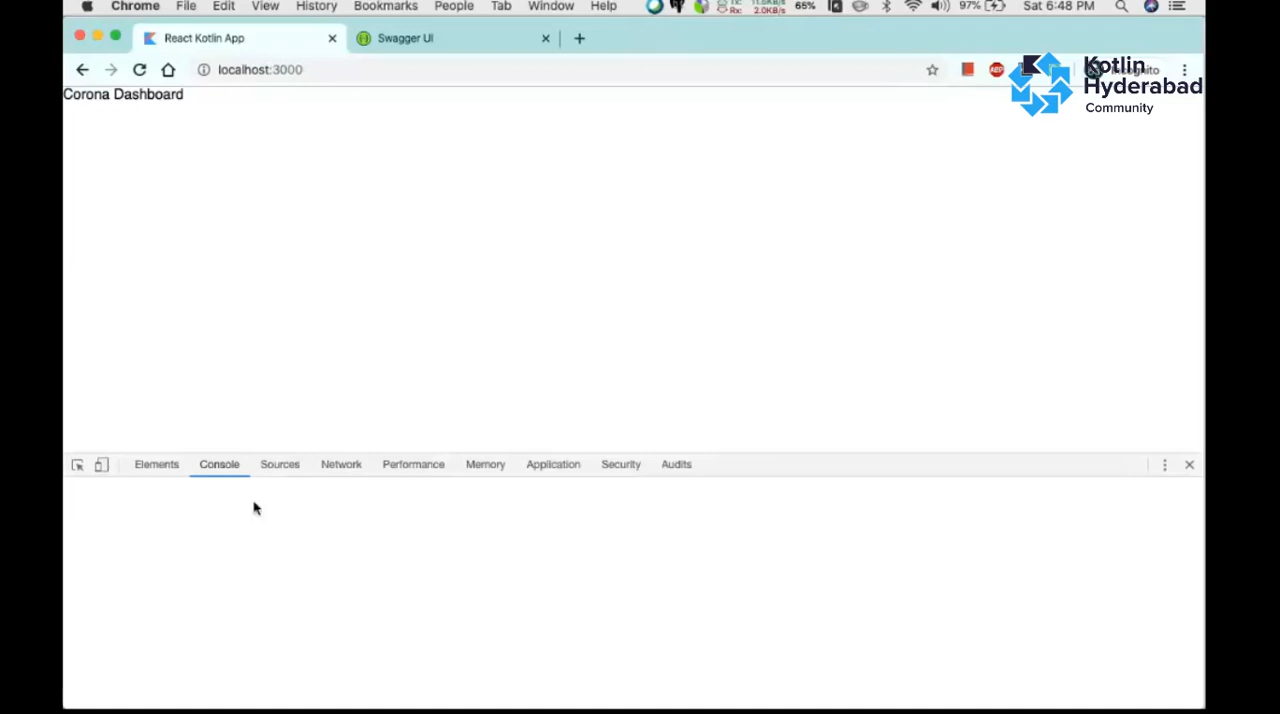 Chrome File Edit View History Bookmarks People Tab Window Help 65% 97% Sat 6:48 PM
React Kotlin App Swagger UI
localhost:3000
Kotlin
Hyderabad
Community
Corona Dashboard
Elements Console Sources Network Performance Memory Application Security Audits